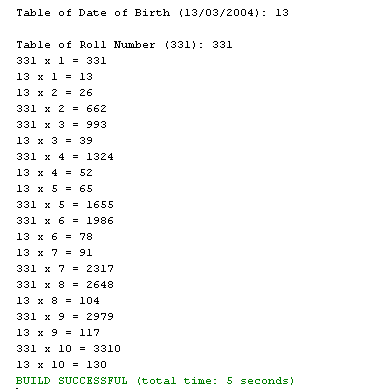 Table of Date of Birth (13/03/2004): 13
Table of Roll Number (331): 331
331 x 1 = 331
13 x 1 = 13
13 x 2 = 26
331 x 2 = 662
331 x 3 = 993
13 x 3 = 39
331 x 4 = 1324
13 x 4 = 52
13 x 5 = 65
331 x 5 = 1655
331 x 6 = 1986
13 x 6 = 78
13 x 7 = 91
331 x 7 = 2317
331 x 8 = 2648
13 x 8 = 104
331 x 9 = 2979
13 x 9 = 117
331 x 10 = 3310
13 x 10 = 130
BUILD SUCCESSFUL (total time: 5 seconds)